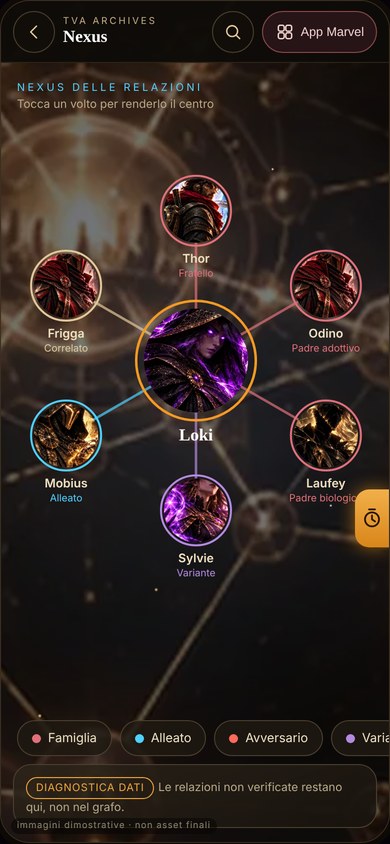 TVA ARCHIVES
Nexus
App Marvel
NEXUS DELLE RELAZIONI
Tocca un volto per renderlo il centro
Thor
Fratello
Frigga
Correlato
Odino
Padre adottivo
Loki
Mobius
Alleato
Laufey
Padre biologic
Sylvie
Variante
Famiglia
Alleato
Avversario
Varia
DIAGNOSTICA DATI Le relazioni non verificate restano
qui, non nel grafo.
immagini dimostrative · non asset finali